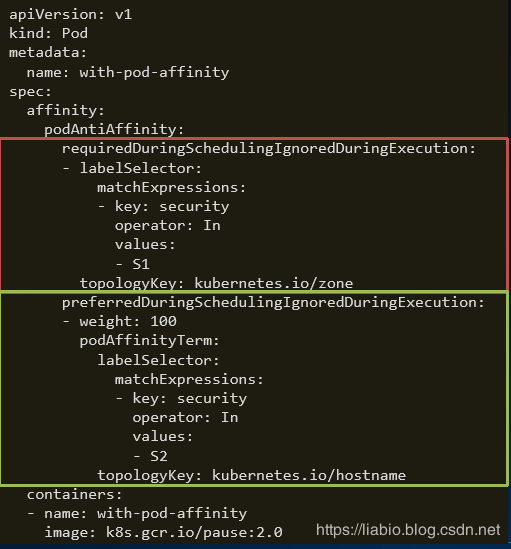 apiVersion: v1
kind: Pod
metadata:
  name: with-pod-affinity
spec:
  affinity:
    podAntiAffinity:
      requiredDuringSchedulingIgnoredDuringExecution:
      - labelSelector:
          matchExpressions:
          - key: security
            operator: In
            values:
            - S1
        topologyKey: kubernetes.io/zone
      preferredDuringSchedulingIgnoredDuringExecution:
      - weight: 100
        podAffinityTerm:
          labelSelector:
            matchExpressions:
            - key: security
              operator: In
              values:
              - S2
          topologyKey: kubernetes.io/hostname
  containers:
  - name: with-pod-affinity
    image: k8s.gcr.io/pause:2.0
https://liabio.blog.csdn.net